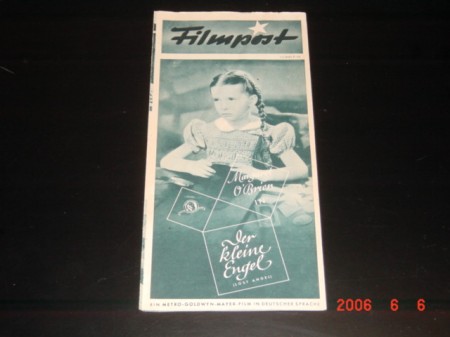 Filmpost
Margaret
O'Brien
Der
kleine
Engel
(LOST ANGEL)
EIN METRO-GOLDWYN-MAYER FILM IN DEUTSCHER SPRACHE
2006 6 6